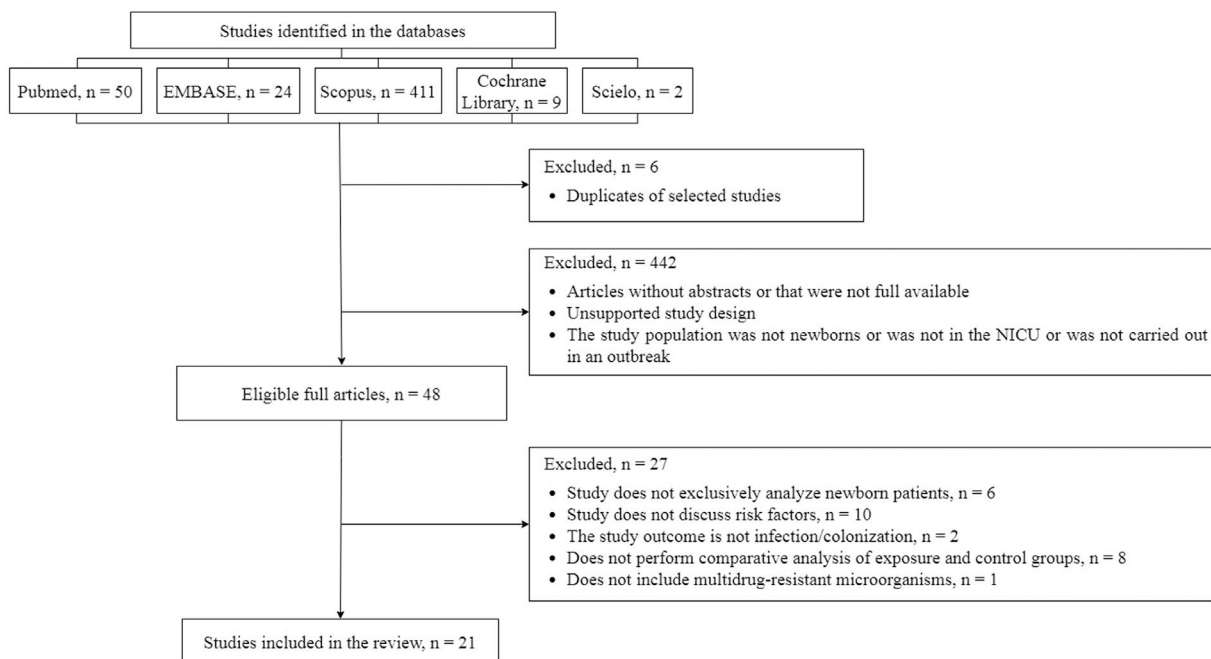 Studies identified in the databases
Pubmed, n = 50
EMBASE, n = 24
Scopus, n = 411
Cochrane
Library, n = 9
Scielo, n = 2
Excluded, n = 6
• Duplicates of selected studies
Excluded, n = 442
• Articles without abstracts or that were not full available
• Unsupported study design
• The study population was not newborns or was not in the NICU or was not carried out
in an outbreak
Eligible full articles, n = 48
Excluded, n = 27
• Study does not exclusively analyze newborn patients, n = 6
• Study does not discuss risk factors, n = 10
• The study outcome is not infection/colonization, n = 2
• Does not perform comparative analysis of exposure and control groups, n = 8
• Does not include multidrug-resistant microorganisms, n = 1
Studies included in the review, n = 21